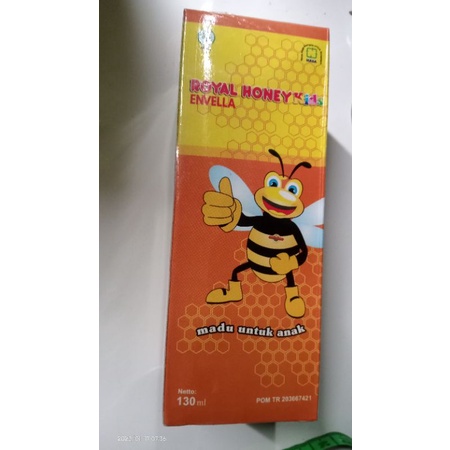 ROYAL HONEY Kids
ENVELLA
madu untuk anak
Netto:
130 ml
POM TR 203667421